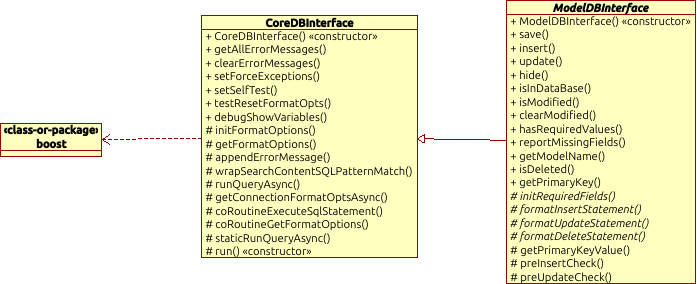 «class-or-package»
boost
CoreDBInterface
+ CoreDBInterface() «constructor»
+ getAllErrorMessages()
+ clearErrorMessages()
+ setForceExceptions()
+ setSelfTest()
+ testResetFormatOpts()
+ debugShowVariables()
# initFormatOptions()
# getFormatOptions()
# appendErrorMessage()
# wrapSearchContentSQLPatternMatch()
# runQueryAsync()
# getConnectionFormatOptsAsync()
# coRoutineExecuteSqlStatement()
# coRoutineGetFormatOptions()
# staticRunQueryAsync()
# run() «constructor»
ModelDBInterface
+ ModelDBInterface() «constructor»
+ save()
+ insert()
+ update()
+ hide()
+ isInDataBase()
+ isModified()
+ clearModified()
+ hasRequiredValues()
+ reportMissingFields()
+ getModelName()
+ isDeleted()
+ getPrimaryKey()
# initRequiredFields()
# formatInsertStatement()
# formatUpdateStatement()
# formatDeleteStatement()
# getPrimaryKeyValue()
# preInsertCheck()
# preUpdateCheck()